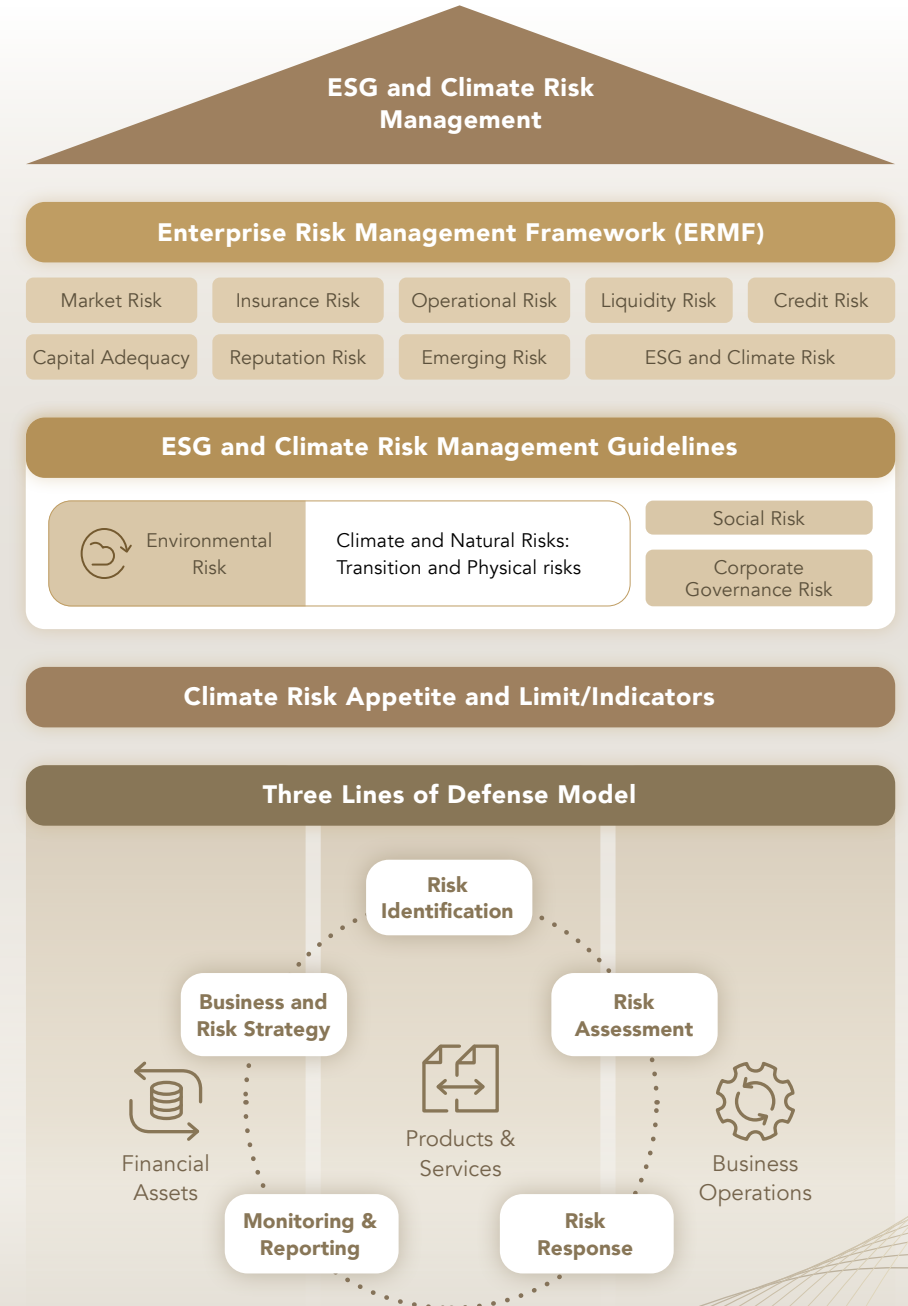 ESG and Climate Risk
Management
Enterprise Risk Management Framework (ERMF)
Market Risk
Insurance Risk
Operational Risk
Liquidity Risk
Credit Risk
Capital Adequacy
Reputation Risk
Emerging Risk
ESG and Climate Risk
ESG and Climate Risk Management Guidelines
Environmental
Risk
Climate and Natural Risks:
Transition and Physical risks
Social Risk
Corporate
Governance Risk
Climate Risk Appetite and Limit/Indicators
Three Lines of Defense Model
Risk
Identification
Business and
Risk Strategy
Risk
Assessment
Financial
Assets
Products &
Services
Business
Operations
Monitoring &
Reporting
Risk
Response